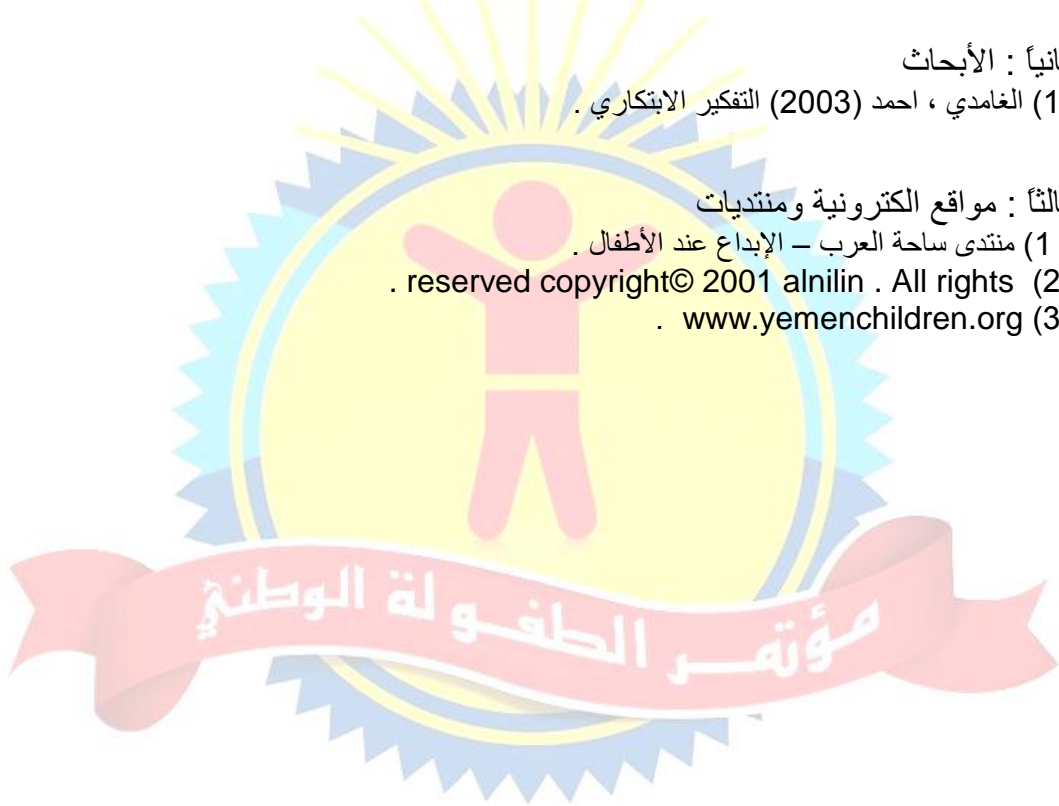 انياً : الأبحاث
1) الغامدي ، احمد (2003) التفكير الابتكاري .
الثاً : مواقع الكترونية ومنتديات
1) منتدى ساحة العرب – الإبداع عند الأطفال .
2) reserved copyright© 2001 alnilin . All rights .
3) www.yemenchildren.org .
مؤتمر الطفولة الوطني